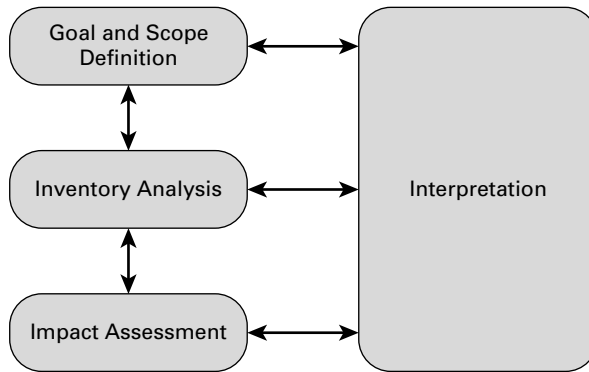 Goal and Scope
Definition
Inventory Analysis
Interpretation
Impact Assessment